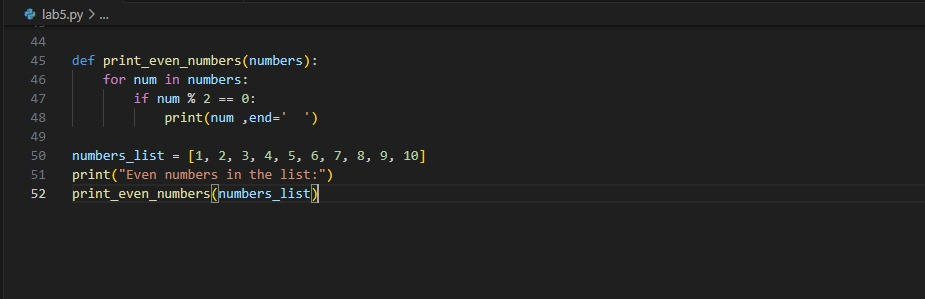 lab5.py > ...
44
45 def print_even_numbers(numbers):
46     for num in numbers:
47         if num % 2 == 0:
48             print(num ,end='  ')
49
50 numbers_list = [1, 2, 3, 4, 5, 6, 7, 8, 9, 10]
51 print("Even numbers in the list:")
52 print_even_numbers(numbers_list)